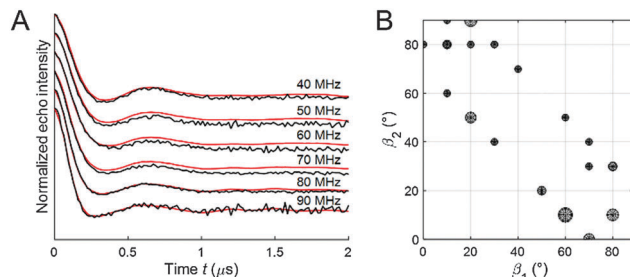 A
Normalized echo intensity
40 MHz
50 MHz
60 MHz
70 MHz
80 MHz
90 MHz
0 0.5 1 1.5 2
Time t (μs)
B
β2 (°)
80
60
40
20
0
0 20 40 60 80
(°)